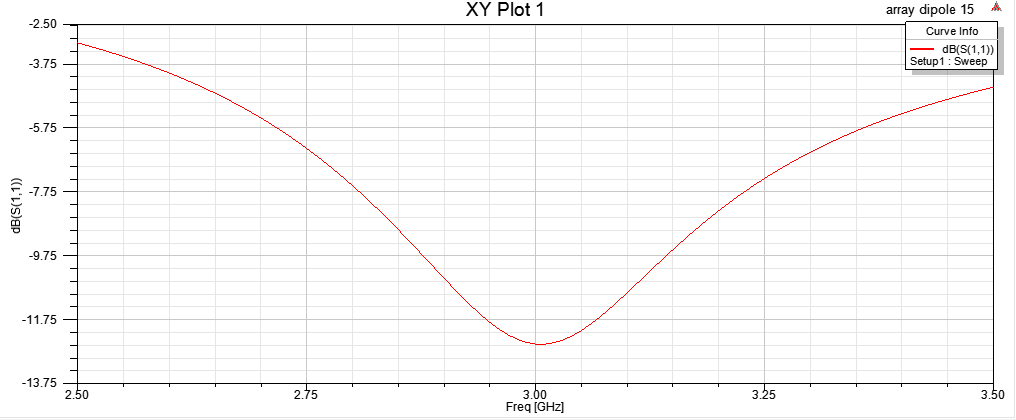 XY Plot 1
array dipole 15
Curve Info
dB(S(1,1))
Setup1 : Sweep
-2.50
-3.75
-5.75
-7.75
-9.75
-11.75
-13.75
dB(S(1,1))
2.50 2.75 3.00 3.25 3.50
Freq [GHz]